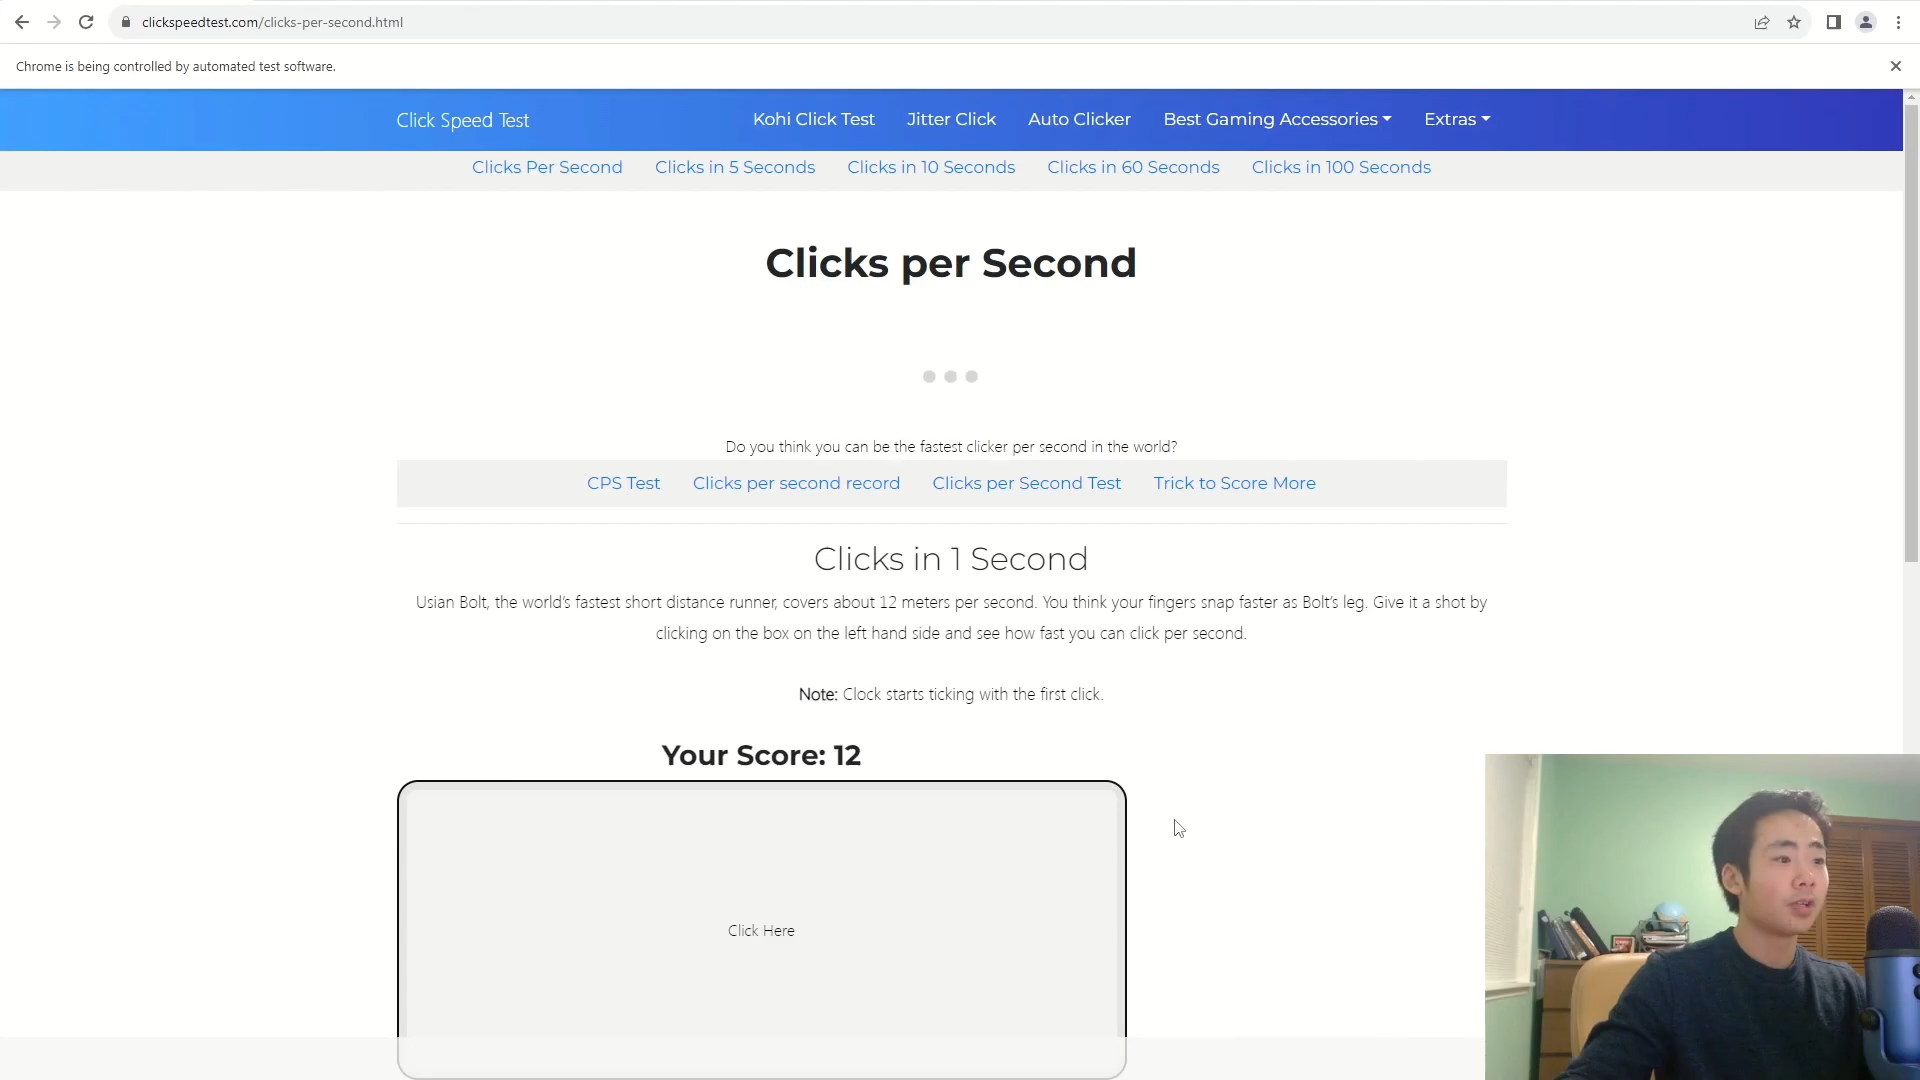 clickspeedtest.com/clicks-per-second.html
Chrome is being controlled by automated test software.
Click Speed Test
Kohi Click Test
Jitter Click
Auto Clicker
Best Gaming Accessories
Extras
Clicks Per Second
Clicks in 5 Seconds
Clicks in 10 Seconds
Clicks in 60 Seconds
Clicks in 100 Seconds
Clicks per Second
Do you think you can be the fastest clicker per second in the world?
CPS Test
Clicks per second record
Clicks per Second Test
Trick to Score More
Clicks in 1 Second
Usian Bolt, the world's fastest short distance runner, covers about 12 meters per second. You think your fingers snap faster as Bolt's leg. Give it a shot by
clicking on the box on the left hand side and see how fast you can click per second.
Note: Clock starts ticking with the first click.
Your Score: 12
Click Here